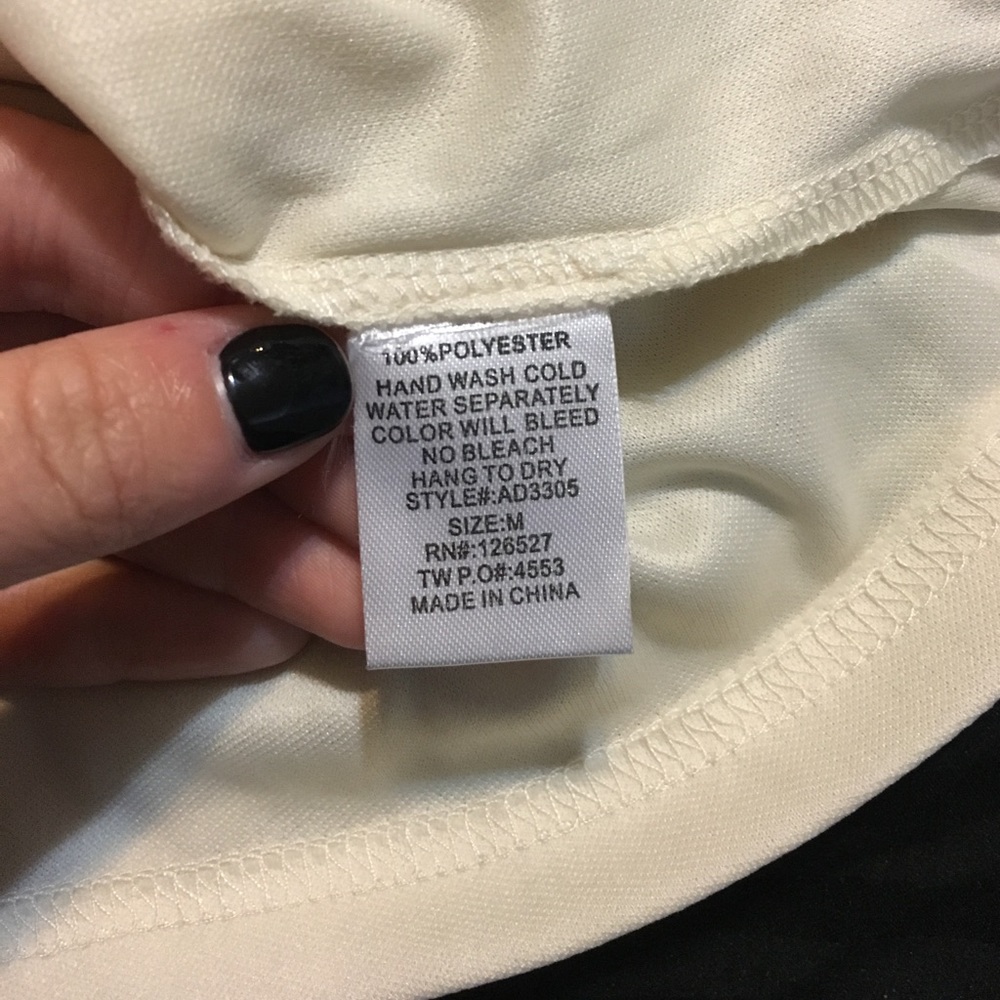 100%POLYESTER
HAND WASH COLD
WATER SEPARATELY
COLOR WILL BLEED
NO BLEACH
HANG TO DRY
STYLE#:AD3305
SIZE:M
RN#:126527
TW P.O#:4553
MADE IN CHINA